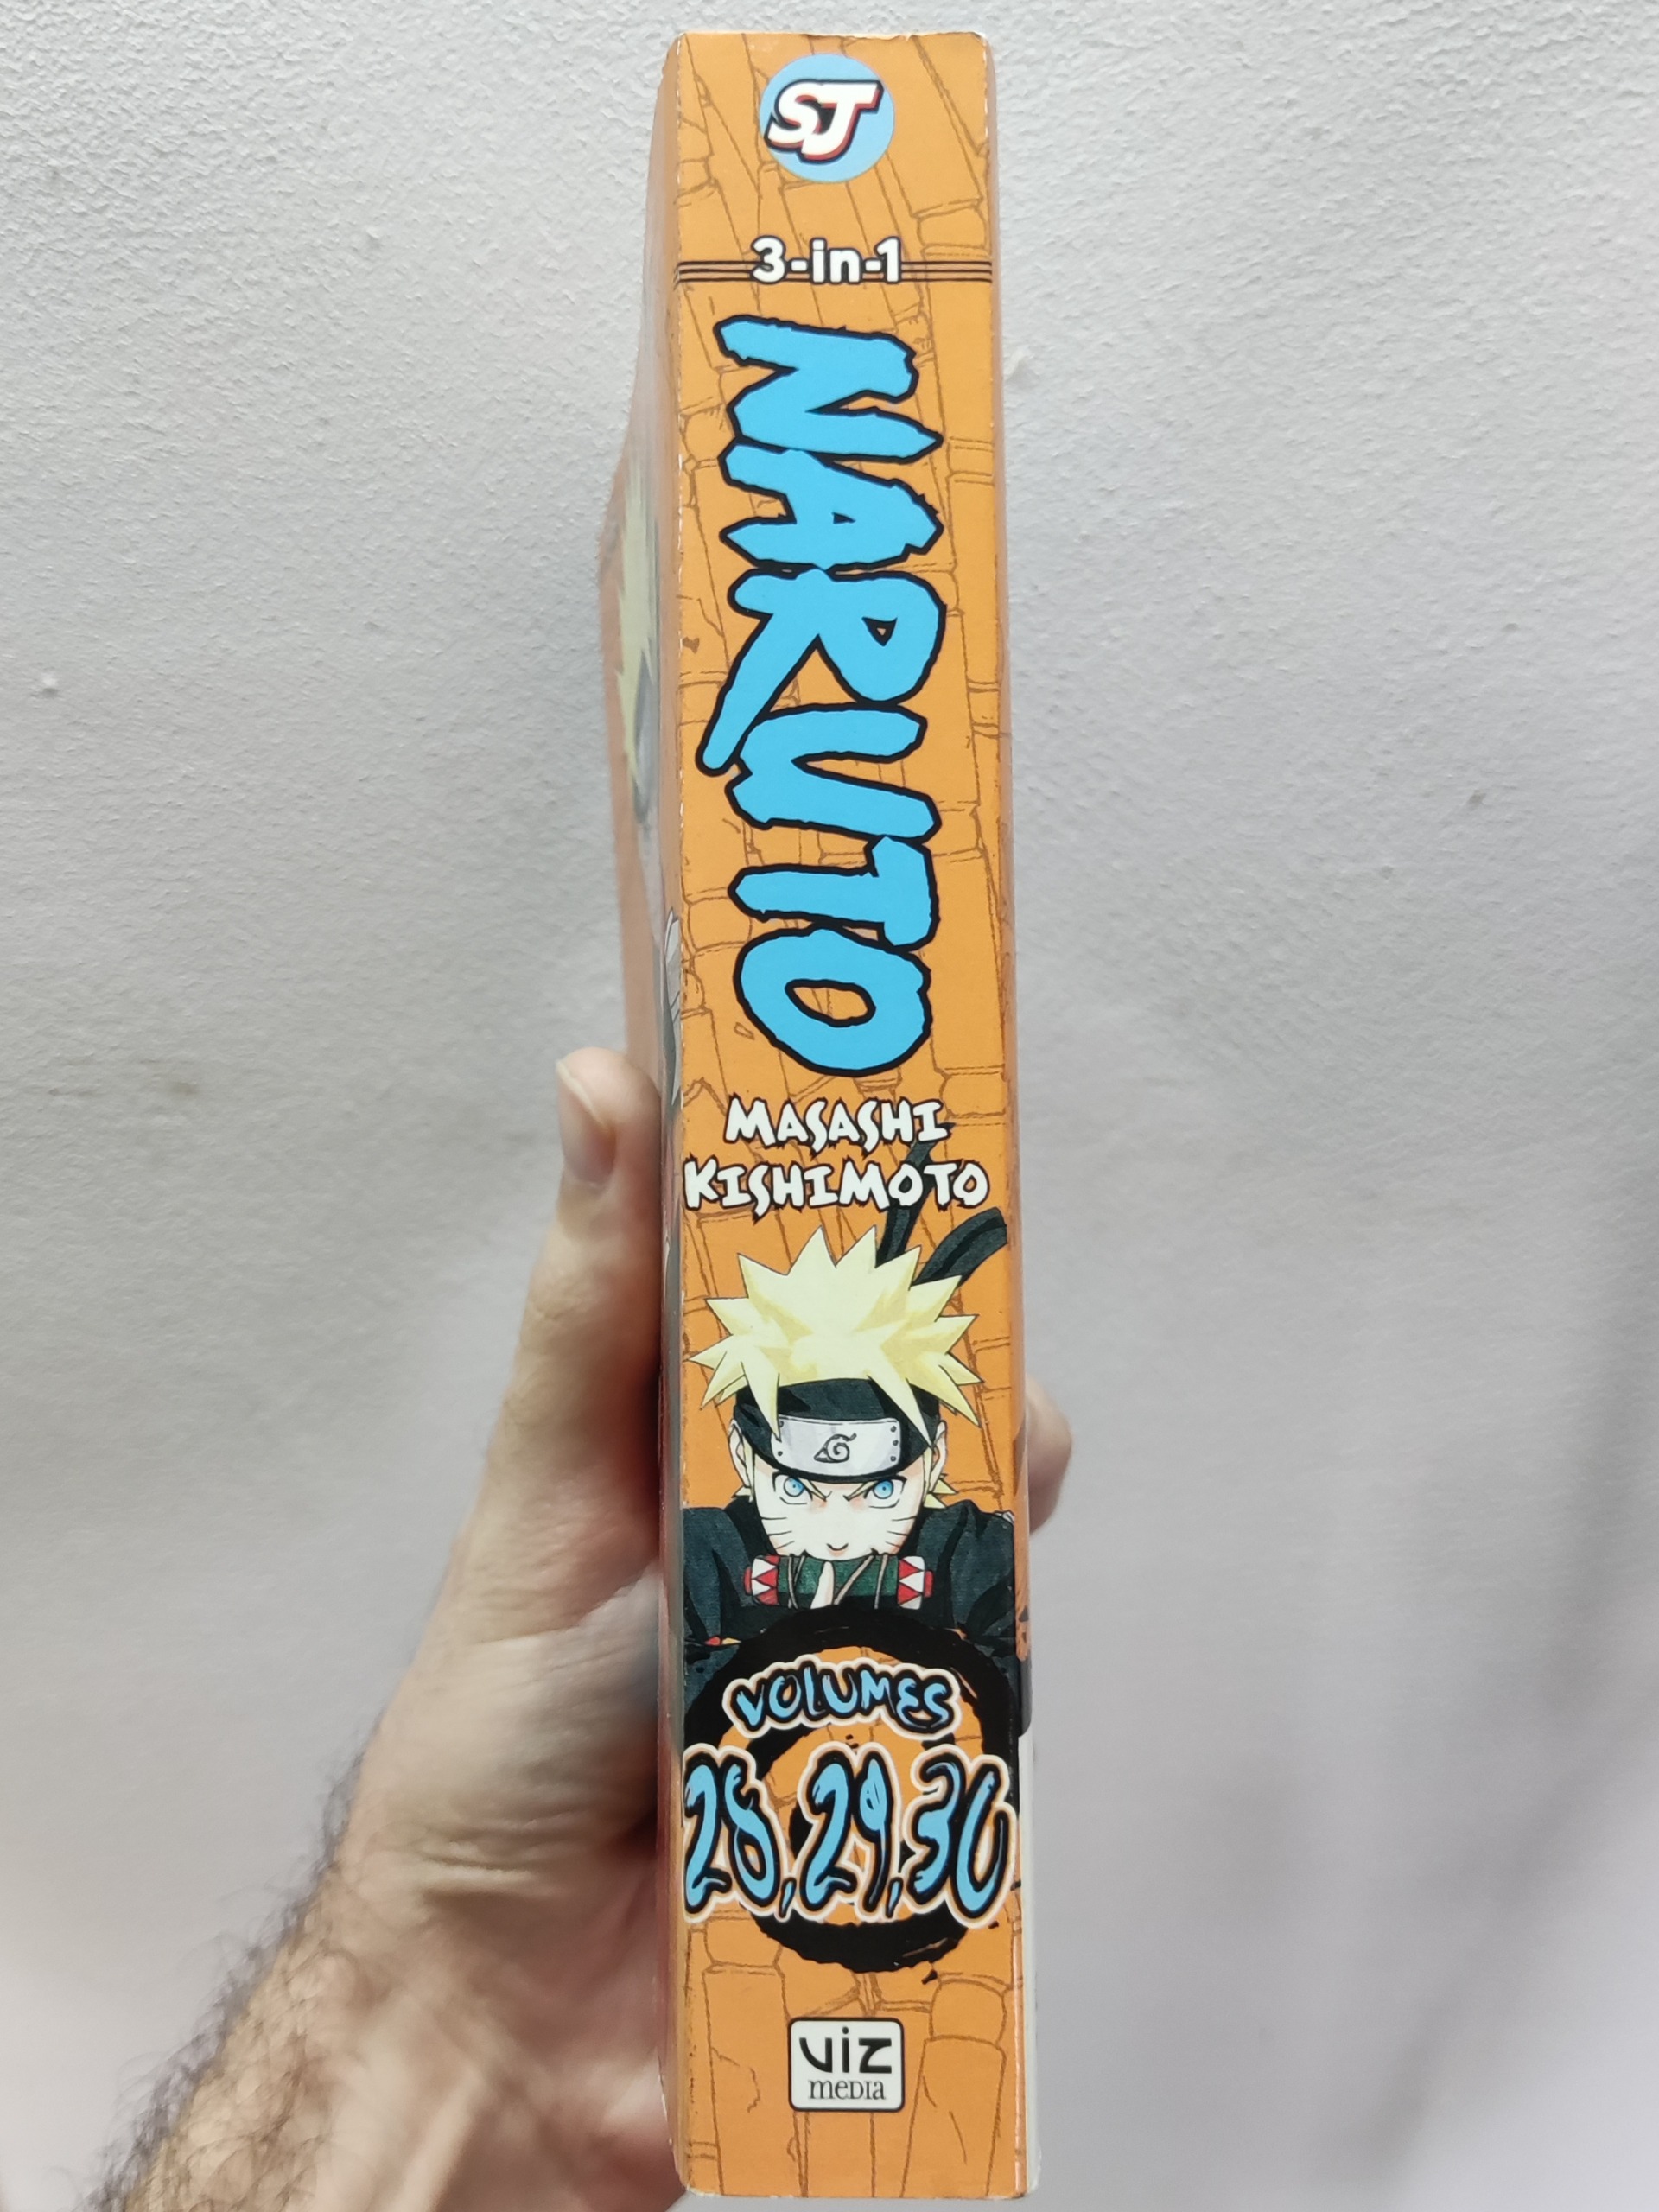 SJ
3-in-1
NARUTO
MASASHI
KISHIMOTO
VOLUMES
28, 29, 30
VIZ
MEDIA